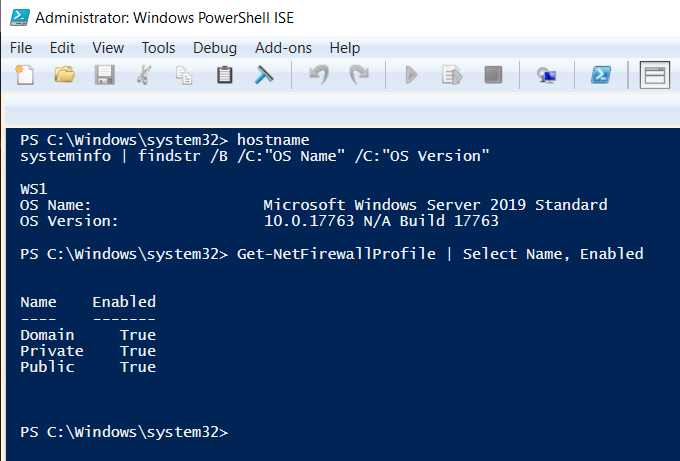 Administrator: Windows PowerShell ISE
File Edit View Tools Debug Add-ons Help
PS C:\Windows\system32> hostname
systeminfo | findstr /B /C:"OS Name" /C:"OS Version"
WS1
OS Name: Microsoft Windows Server 2019 Standard
OS Version: 10.0.17763 N/A Build 17763
PS C:\Windows\system32> Get-NetFirewallProfile | Select Name, Enabled
Name Enabled
---- -------
Domain True
Private True
Public True
PS C:\Windows\system32>